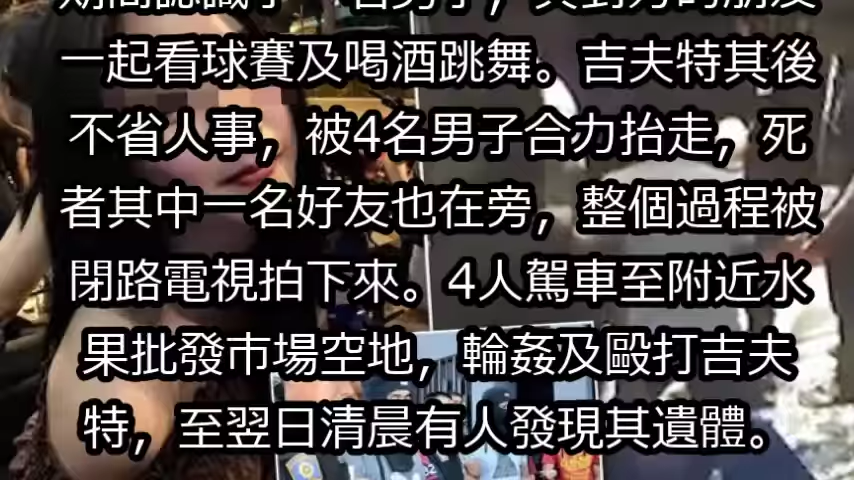 一起看球賽及喝酒跳舞。吉夫特其後
不省人事，被4名男子合力抬走，死
者其中一名好友也在旁，整個過程被
閉路電視拍下來。4人駕車至附近水
果批發市場空地，輪姦及毆打吉夫
特，至翌日清晨有人發現其遺體。